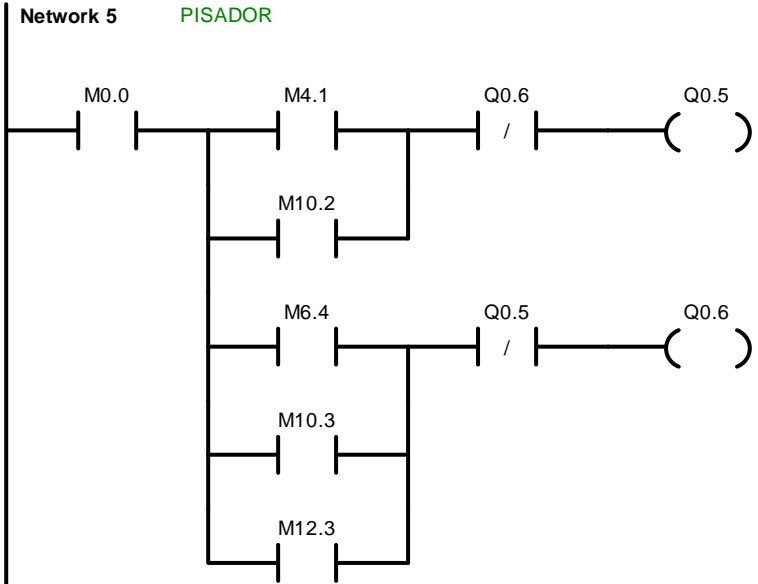 Network 5 PISADOR
M0.0 M4.1 Q0.6 Q0.5
/
M10.2
M6.4 Q0.5 Q0.6
/
M10.3
M12.3